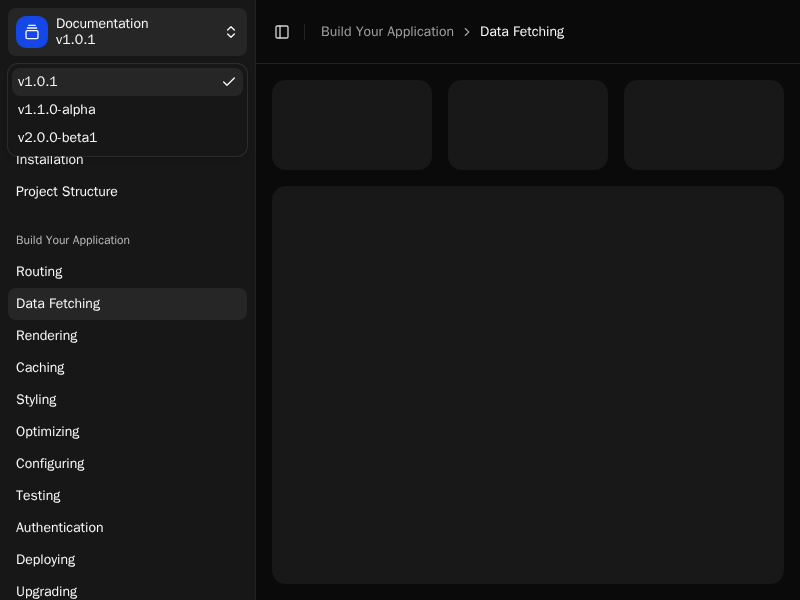 Documentation
v1.0.1
Build Your Application
Data Fetching
v1.0.1
v1.1.0-alpha
v2.0.0-beta1
Installation
Project Structure
Build Your Application
Routing
Data Fetching
Rendering
Caching
Styling
Optimizing
Configuring
Testing
Authentication
Deploying
Upgrading